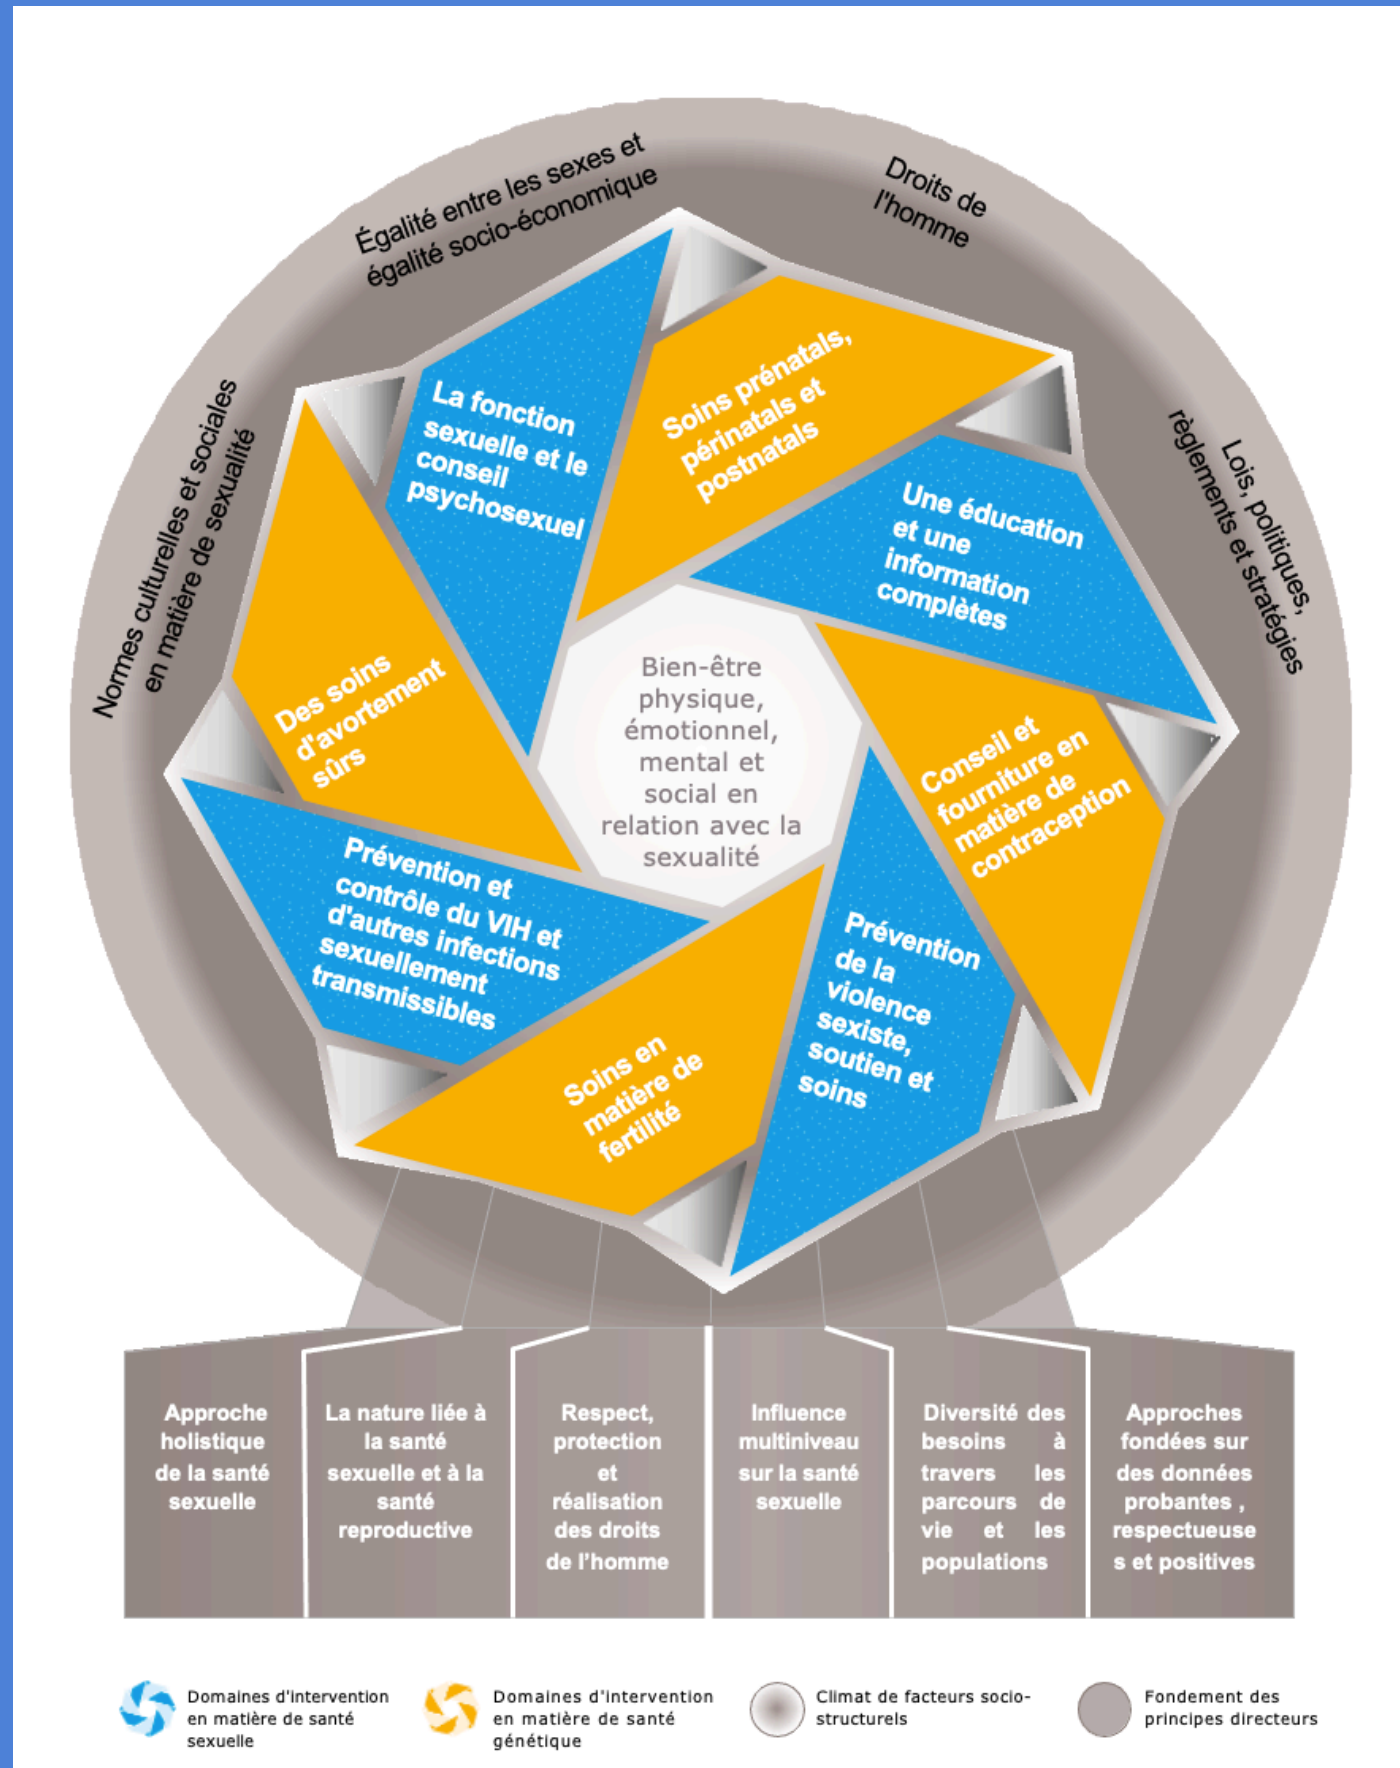 Égalité entre les sexes et
égalité socio-économique
Droits de
l'homme
Normes culturelles et sociales
en matière de sexualité
Lois, politiques,
règlements et stratégies
La fonction
sexuelle et le
conseil
psychosexuel
Soins prénatals,
périnatals et
postnatals
Une éducation
et une
information
complètes
Conseil et
fourniture en
matière de
contraception
Prévention
de la
violence
sexiste,
soutien et
soins
Soins en
matière de
fertilité
Prévention et
contrôle du VIH et
d'autres infections
sexuellement
transmissibles
Des soins
d'avortement
sûrs
Bien-être
physique,
émotionnel,
mental et
social en
relation avec la
sexualité
Approche
holistique
de la santé
sexuelle
La nature liée à
la santé
sexuelle et à la
santé
reproductive
Respect,
protection
et
réalisation
des droits
de l'homme
Influence
multiniveau
sur la santé
sexuelle
Diversité des
besoins à
travers les
parcours de
vie et les
populations
Approches
fondées sur
des données
probantes ,
respectueuse
s et positives
Domaines d'intervention
en matière de santé
sexuelle
Domaines d'intervention
en matière de santé
génétique
Climat de facteurs socio-
structurels
Fondement des
principes directeurs